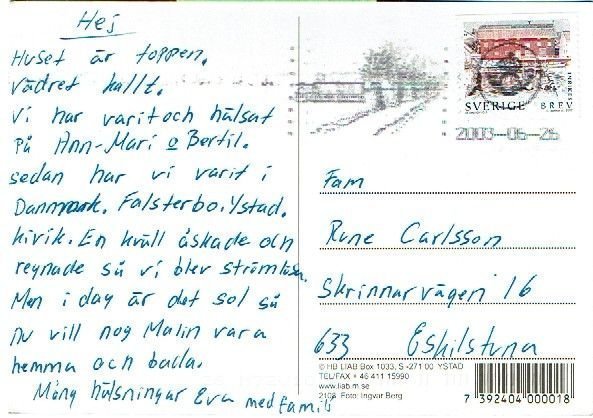 Hej
Huset är toppen.
Vädret kallt.
Vi har varit och hälsat
på Ann-Mari o Bertil.
sedan har vi varit i
Danmark. Falsterbo. Ystad.
kivik. En kväll åskade och
regnade så vi blev strömlösa.
Men i dag är det sol så
nu vill nog Malin vara
hemma och bada.
Många hälsningar Eva med familj
SVERIGE BREV
2003-06-26
Fam
Rune Carlsson
Skrinnarvägen 16
633 Eskilstuna
© HB LIAB Box 1033, S-271 00 YSTAD
TEL/FAX + 46 411 15990
www.liab.m.se
2108 Foto: Ingvar Berg
7 392404 000018